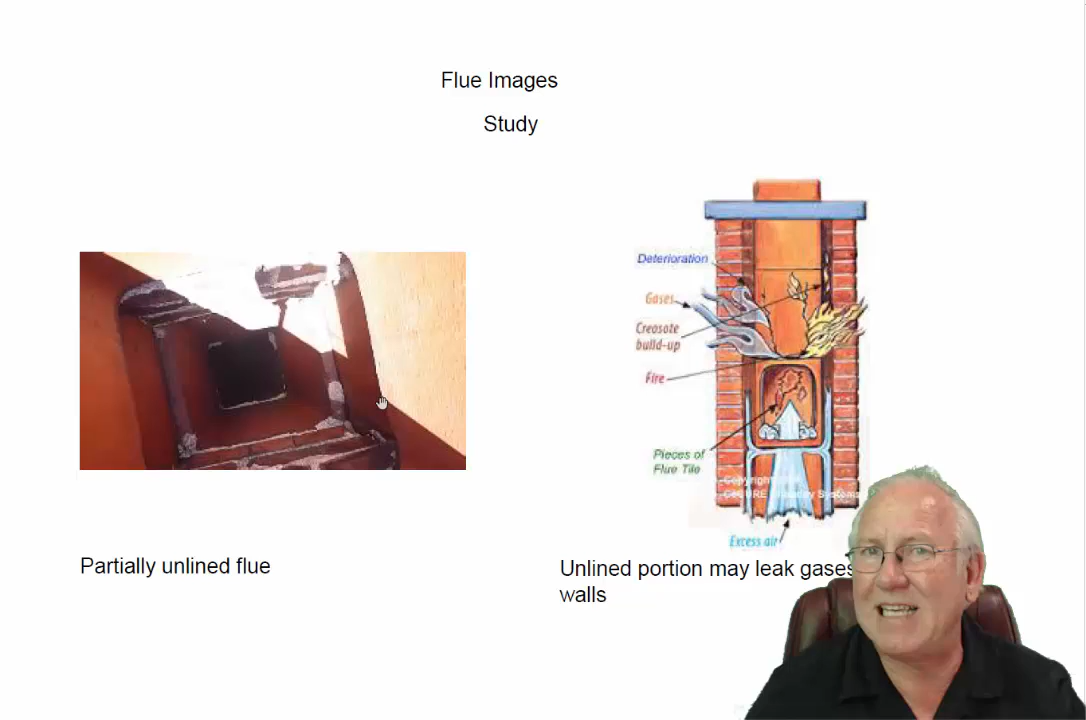 Flue Images
Study
Deterioration
Gases
Creosote
build-up
Fire
Pieces of
Flue Tile
Excess air
Partially unlined flue
Unlined portion may leak gases
walls